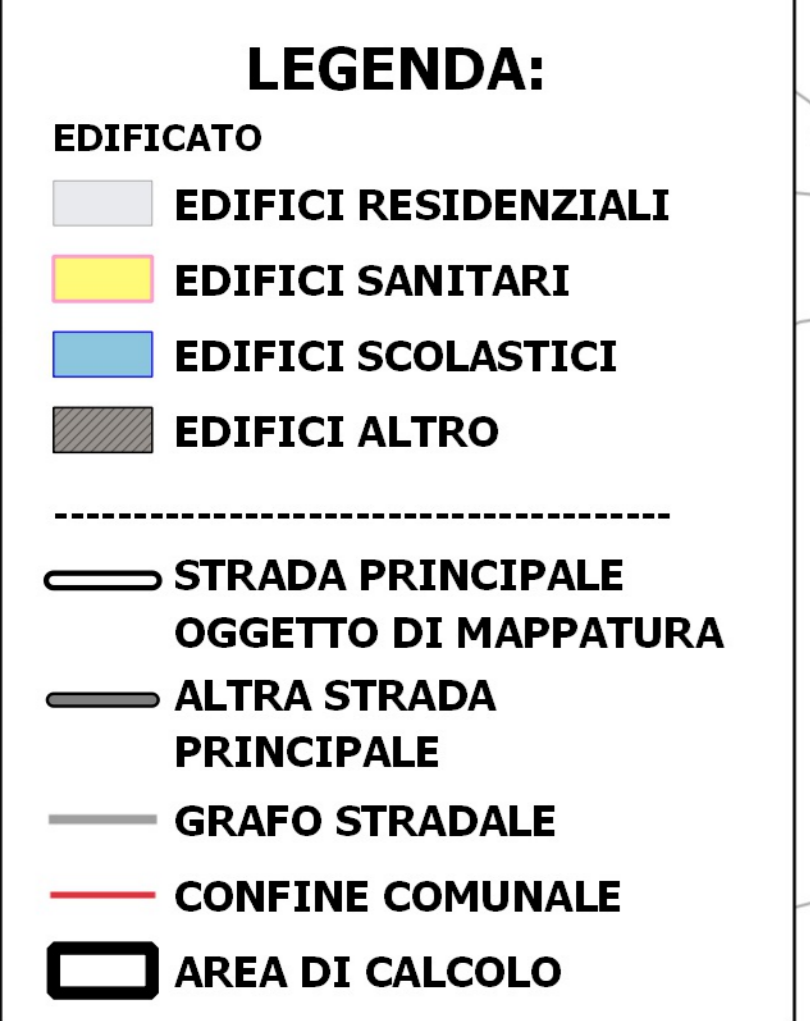 LEGENDA:
EDIFICATO
EDIFICI RESIDENZIALI
EDIFICI SANITARI
EDIFICI SCOLASTICI
EDIFICI ALTRO
---------------------------------------
STRADA PRINCIPALE
OGGETTO DI MAPPATURA
ALTRA STRADA
PRINCIPALE
GRAFO STRADALE
CONFINE COMUNALE
AREA DI CALCOLO